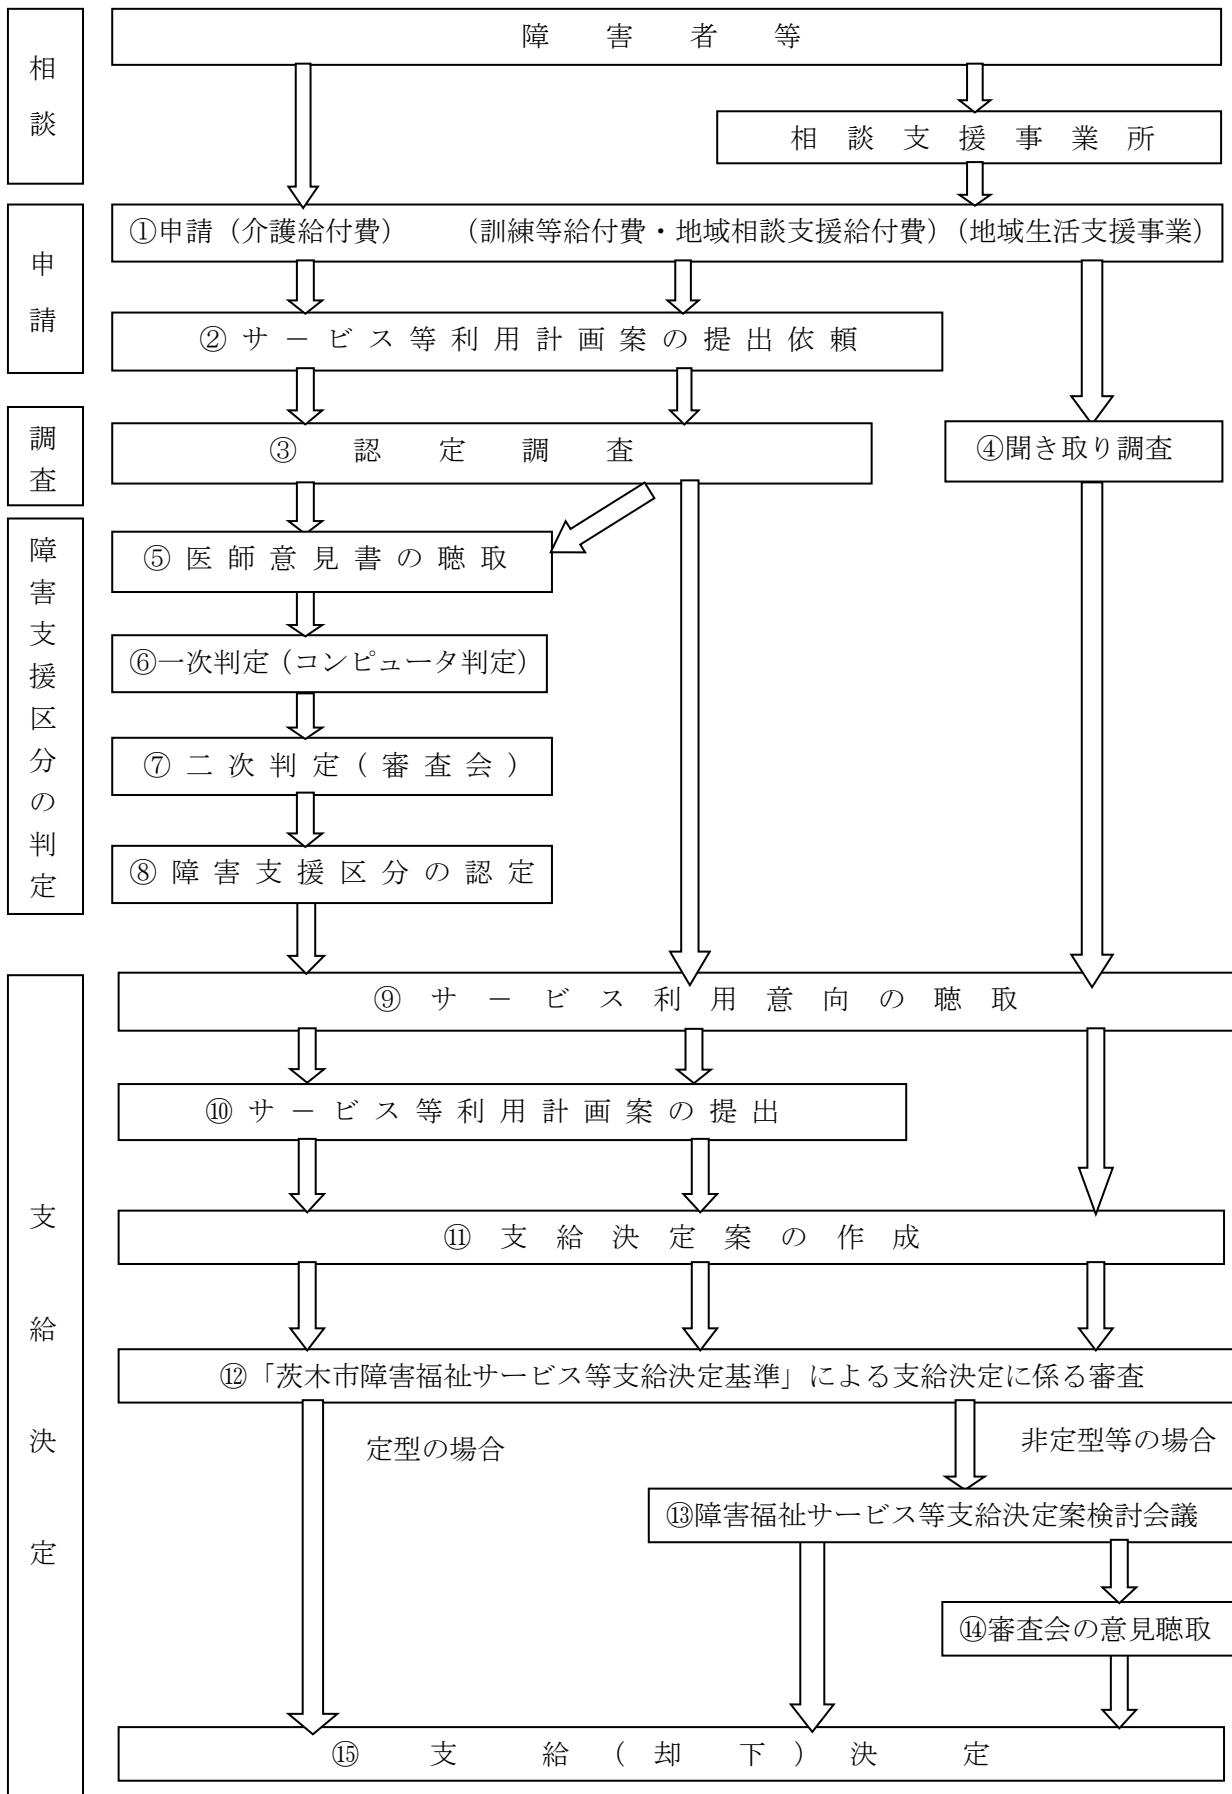 相談
障害者等
相談支援事業所
申請
①申請（介護給付費）　（訓練等給付費・地域相談支援給付費）（地域生活支援事業）
②サービス等利用計画案の提出依頼
調査
③認定調査
④聞き取り調査
障害支援区分の判定
⑤医師意見書の聴取
⑥一次判定（コンピュータ判定）
⑦二次判定（審査会）
⑧障害支援区分の認定
支給決定
⑨サービス利用意向の聴取
⑩サービス等利用計画案の提出
⑪支給決定案の作成
⑫「茨木市障害福祉サービス等支給決定基準」による支給決定に係る審査
定型の場合
非定型等の場合
⑬障害福祉サービス等支給決定案検討会議
⑭審査会の意見聴取
⑮支給（却下）決定